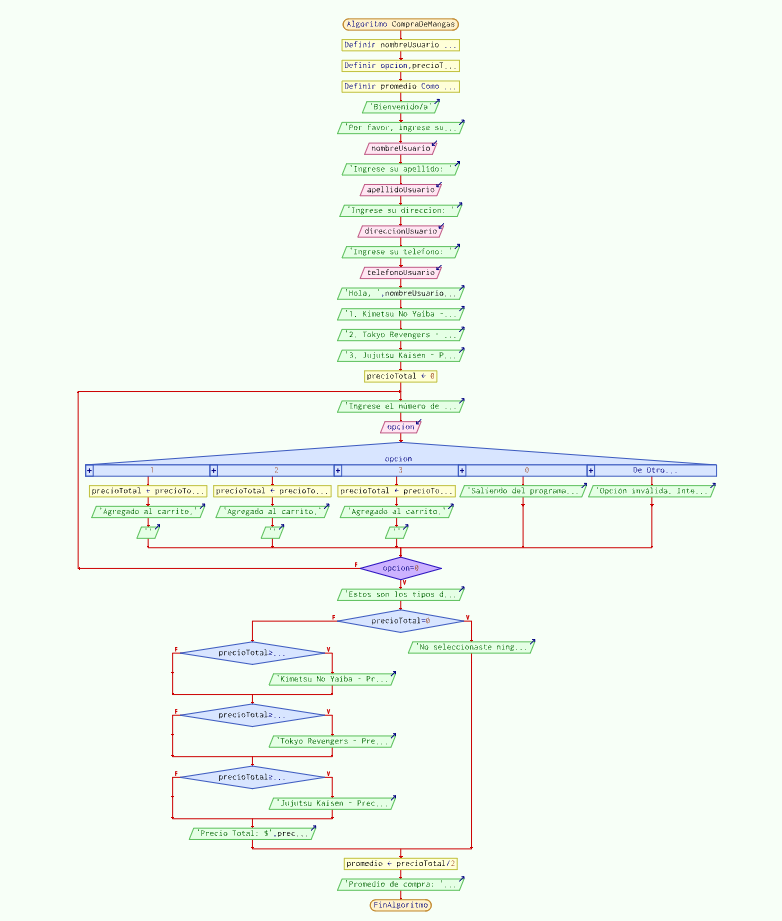 Algoritmo CompraDeMangas
Definir nombreUsuario ...
Definir opcion,precioT...
Definir promedio Como ...
'Bienvenido/a'
'Por favor, ingrese su...
nombreUsuario
'Ingrese su apellido: '
apellidoUsuario
'Ingrese su direccion: '
direccionUsuario
'Ingrese su telefono: '
telefonoUsuario
'Hola, ',nombreUsuario...
'1. Kimetsu No Yaiba -...
'2. Tokyo Revengers - ...
'3. Jujutsu Kaisen - P...
precioTotal ← 0
'Ingrese el número de ...
opcion
opcion
+ 1 + 2 + 3 + 0 + De Otro...
precioTotal ← precioTo... precioTotal ← precioTo... precioTotal ← precioTo... 'Saliendo del programa... 'Opción inválida. Inte...
'Agregado al carrito.' 'Agregado al carrito.' 'Agregado al carrito.'
'' '' ''
F opcion=0
V
'Estos son los tipos d...
F precioTotal=0 V
'No seleccionaste ning...
F precioTotal≥... V
'Kimetsu No Yaiba - Pr...
F precioTotal≥... V
'Tokyo Revengers - Pre...
F precioTotal≥... V
'Jujutsu Kaisen - Prec...
'Precio Total: $',prec...
promedio ← precioTotal/2
'Promedio de compra: '...
FinAlgoritmo